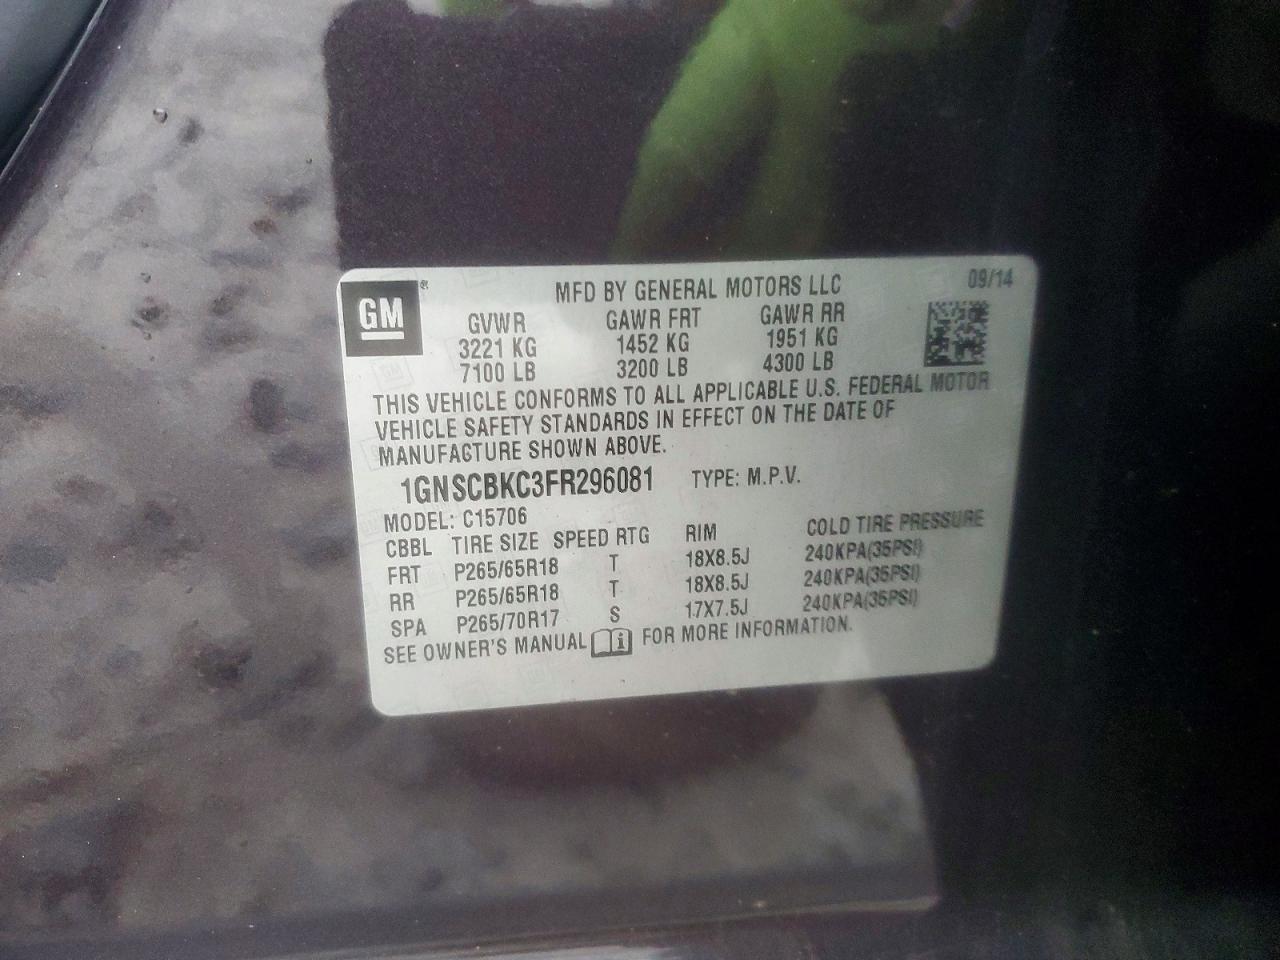 GM®
MFD BY GENERAL MOTORS LLC 09/14
GVWR GAWR FRT GAWR RR
3221 KG 1452 KG 1951 KG
7100 LB 3200 LB 4300 LB
THIS VEHICLE CONFORMS TO ALL APPLICABLE U.S. FEDERAL MOTOR
VEHICLE SAFETY STANDARDS IN EFFECT ON THE DATE OF
MANUFACTURE SHOWN ABOVE.
1GNSCBKC3FR296081 TYPE: M.P.V.
MODEL: C15706
CBBL TIRE SIZE SPEED RTG RIM COLD TIRE PRESSURE
FRT P265/65R18 T 18X8.5J 240KPA(35PSI)
RR P265/65R18 T 18X8.5J 240KPA(35PSI)
SPA P265/70R17 S 17X7.5J 240KPA(35PSI)
SEE OWNER'S MANUAL i FOR MORE INFORMATION.